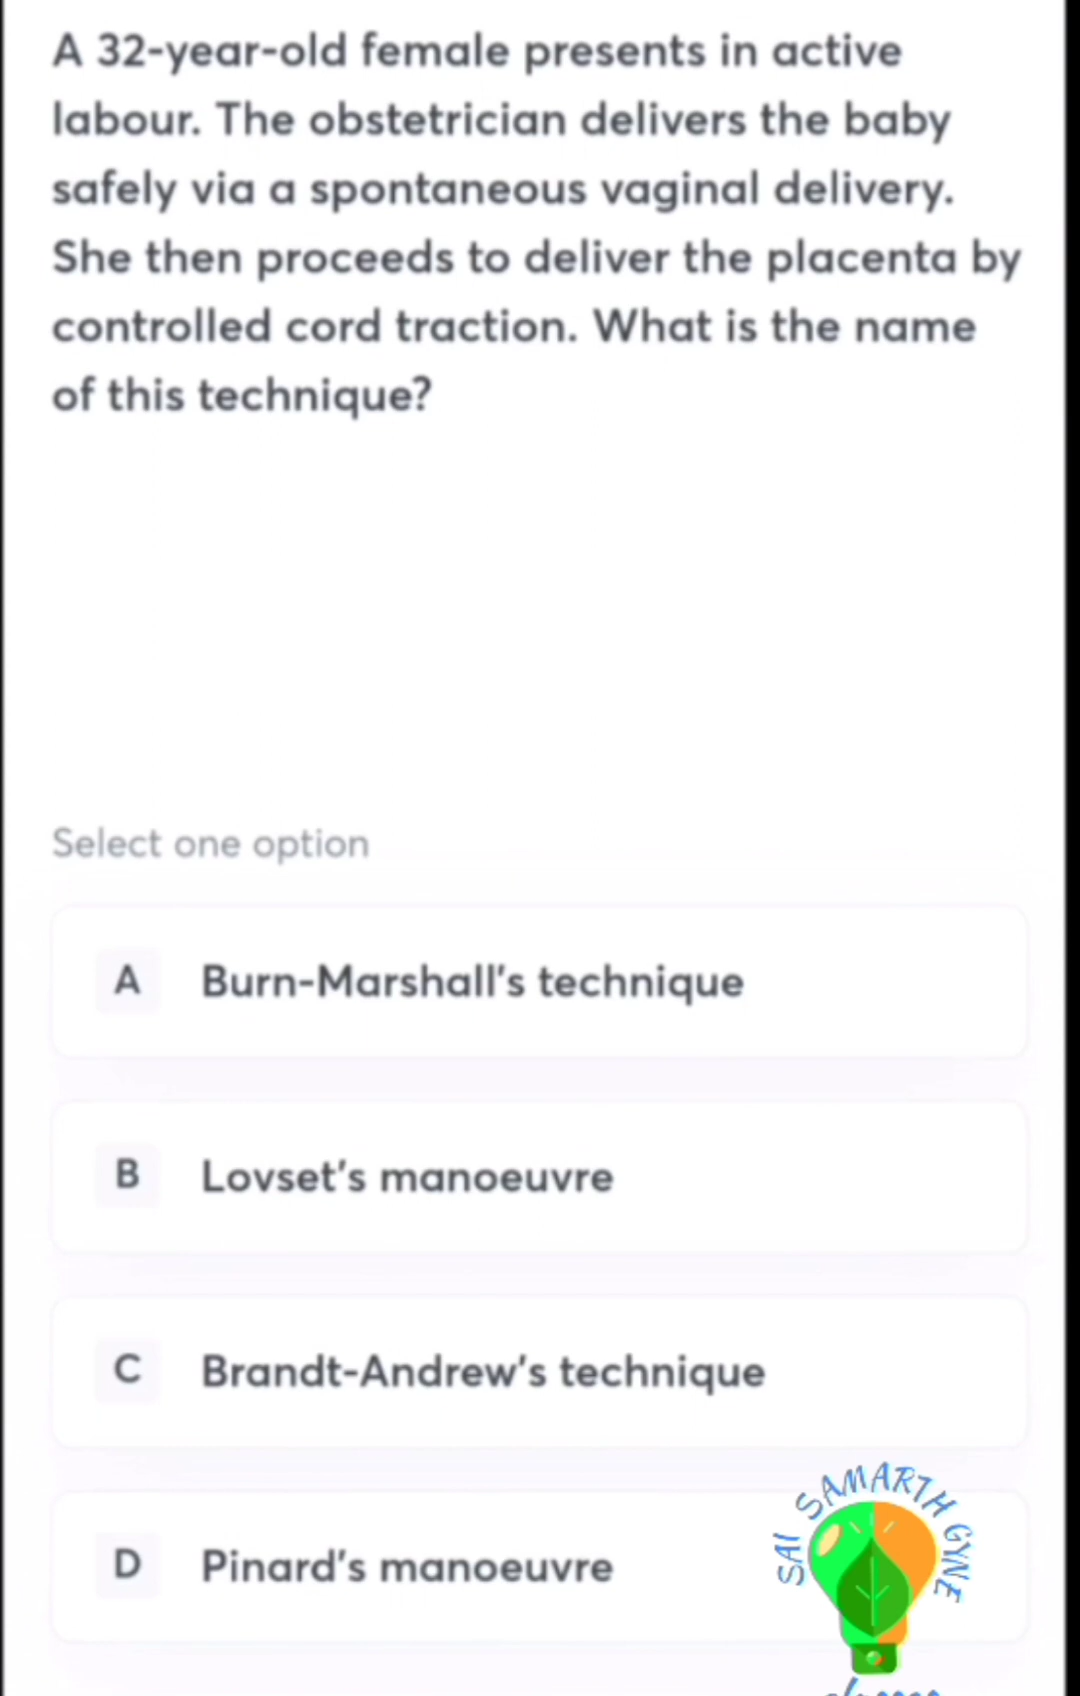 A 32-year-old female presents in active
labour. The obstetrician delivers the baby
safely via a spontaneous vaginal delivery.
She then proceeds to deliver the placenta by
controlled cord traction. What is the name
of this technique?
Select one option
A Burn-Marshall's technique
B Lovset's manoeuvre
C Brandt-Andrew's technique
D Pinard's manoeuvre
SAI SAMARTH GYNE